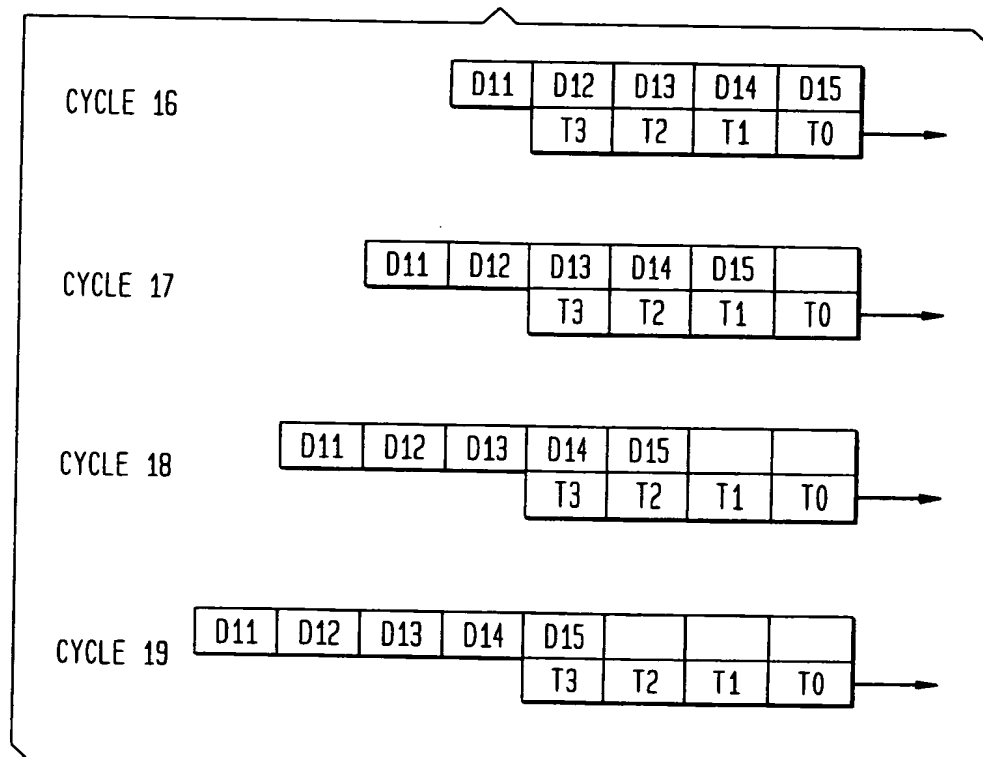 CYCLE 16
D11 D12 D13 D14 D15
T3 T2 T1 T0
CYCLE 17
D11 D12 D13 D14 D15
T3 T2 T1 T0
CYCLE 18
D11 D12 D13 D14 D15
T3 T2 T1 T0
CYCLE 19
D11 D12 D13 D14 D15
T3 T2 T1 T0